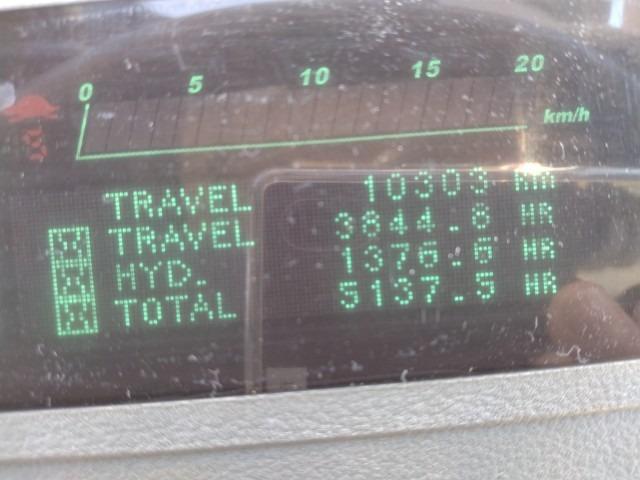 0 5 10 15 20
km/h
TRAVEL 10303
TRAVEL 3844.8 HR
HYD. 1376.6 HR
TOTAL 5137.5 HR